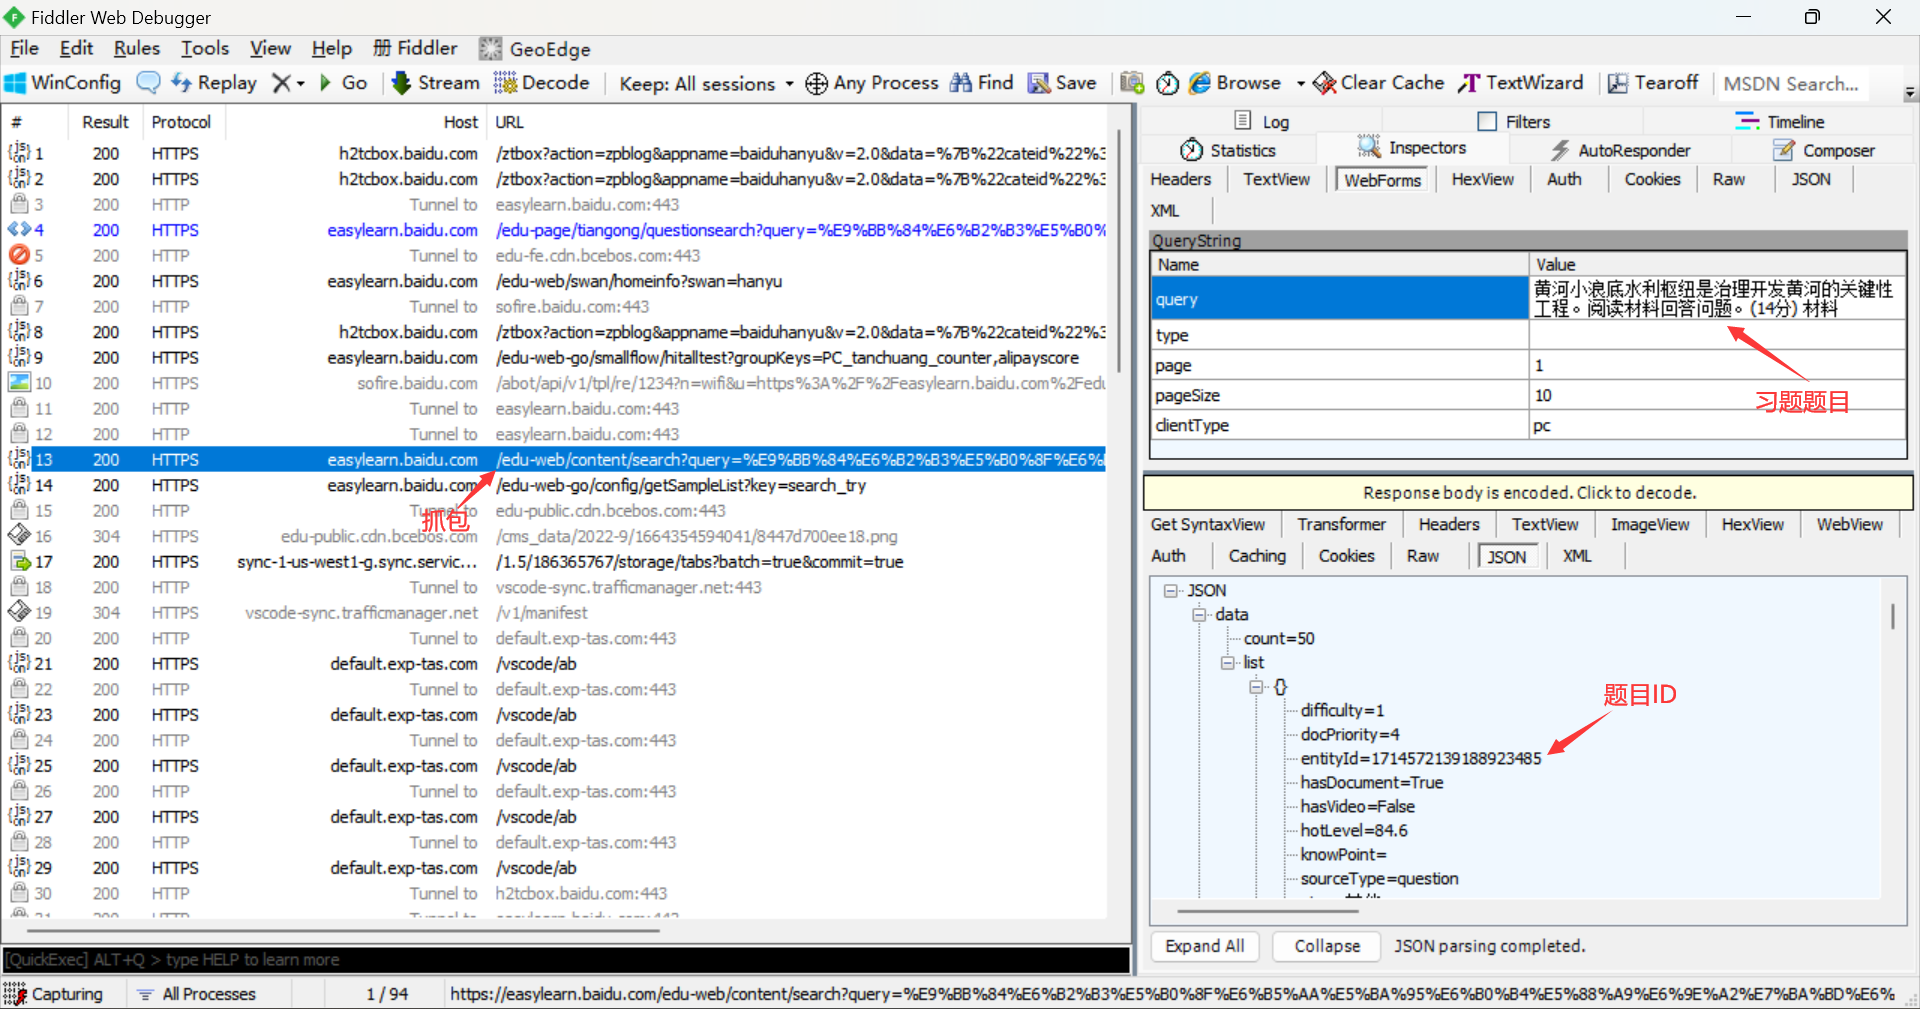 Fiddler Web Debugger
File Edit Rules Tools View Help 册 Fiddler GeoEdge
WinConfig Replay Go Stream Decode Keep: All sessions Any Process Find Save Browse Clear Cache TextWizard Tearoff MSDN Search...
# Result Protocol Host URL
1 200 HTTPS h2tcbox.baidu.com /ztbox?action=zpblog&appname=baiduhanyu&v=2.0&data=%7B%22cateid%22%3
2 200 HTTPS h2tcbox.baidu.com /ztbox?action=zpblog&appname=baiduhanyu&v=2.0&data=%7B%22cateid%22%3
3 200 HTTP Tunnel to easylearn.baidu.com:443
4 200 HTTPS easylearn.baidu.com /edu-page/tiangong/questionsearch?query=%E9%BB%84%E6%B2%B3%E5%B0%
5 200 HTTP Tunnel to edu-fe.cdn.bcebos.com:443
6 200 HTTPS easylearn.baidu.com /edu-web/swan/homeinfo?swan=hanyu
7 200 HTTP Tunnel to sofire.baidu.com:443
8 200 HTTPS h2tcbox.baidu.com /ztbox?action=zpblog&appname=baiduhanyu&v=2.0&data=%7B%22cateid%22%3
9 200 HTTPS easylearn.baidu.com /edu-web-go/smallflow/hitalltest?groupKeys=PC_tanchuang_counter,alipayscore
10 200 HTTPS sofire.baidu.com /abot/api/v1/tpl/re/1234?n=wifi&u=https%3A%2F%2Feasylearn.baidu.com%2Fedu
11 200 HTTP Tunnel to easylearn.baidu.com:443
12 200 HTTP Tunnel to easylearn.baidu.com:443
13 200 HTTPS easylearn.baidu.com /edu-web/content/search?query=%E9%BB%84%E6%B2%B3%E5%B0%8F%E6%
14 200 HTTPS easylearn.baidu.com /edu-web-go/config/getSampleList?key=search_try
15 200 HTTP Tunnel to edu-public.cdn.bcebos.com:443
抓包
16 304 HTTPS edu-public.cdn.bcebos.com /cms_data/2022-9/1664354594041/8447d700ee18.png
17 200 HTTPS sync-1-us-west1-g.sync.servic... /1.5/186365767/storage/tabs?batch=true&commit=true
18 200 HTTP Tunnel to vscode-sync.trafficmanager.net:443
19 304 HTTPS vscode-sync.trafficmanager.net /v1/manifest
20 200 HTTP Tunnel to default.exp-tas.com:443
21 200 HTTPS default.exp-tas.com /vscode/ab
22 200 HTTP Tunnel to default.exp-tas.com:443
23 200 HTTPS default.exp-tas.com /vscode/ab
24 200 HTTP Tunnel to default.exp-tas.com:443
25 200 HTTPS default.exp-tas.com /vscode/ab
26 200 HTTP Tunnel to default.exp-tas.com:443
27 200 HTTPS default.exp-tas.com /vscode/ab
28 200 HTTP Tunnel to default.exp-tas.com:443
29 200 HTTPS default.exp-tas.com /vscode/ab
30 200 HTTP Tunnel to h2tcbox.baidu.com:443
[QuickExec] ALT+Q > type HELP to learn more
Capturing All Processes 1 / 94 https://easylearn.baidu.com/edu-web/content/search?query=%E9%BB%84%E6%B2%B3%E5%B0%8F%E6%B5%AA%E5%BA%95%E6%B0%B4%E5%88%A9%E6%9E%A2%E7%BA%BD%E6%
Log Filters Timeline
Statistics Inspectors AutoResponder Composer
Headers TextView WebForms HexView Auth Cookies Raw JSON
XML
QueryString
Name Value
query 黄河小浪底水利枢纽是治理开发黄河的关键性
工程。阅读材料回答问题。(14分) 材料
type
page 1
pageSize 10
习题题目
clientType pc
Response body is encoded. Click to decode.
Get SyntaxView Transformer Headers TextView ImageView HexView WebView
Auth Caching Cookies Raw JSON XML
JSON
data
count=50
list
{}
题目ID
difficulty=1
docPriority=4
entityId=1714572139188923485
hasDocument=True
hasVideo=False
hotLevel=84.6
knowPoint=
sourceType=question
Expand All Collapse JSON parsing completed.